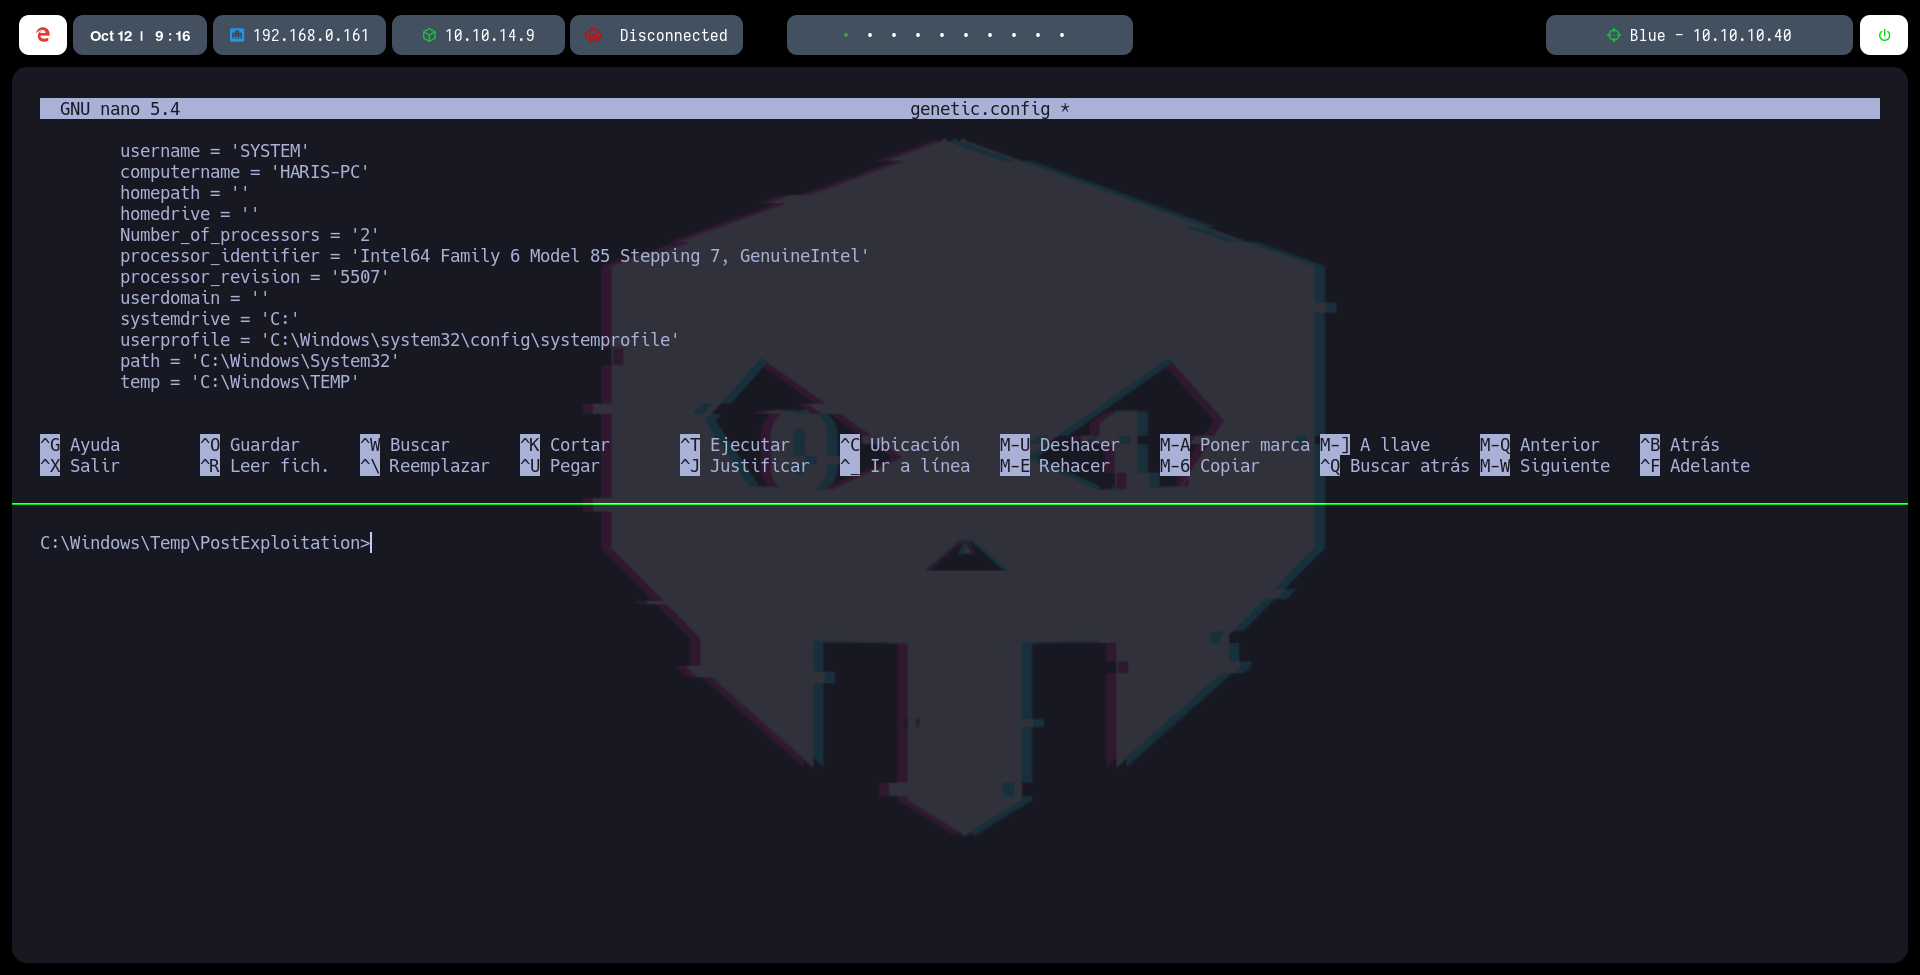 Oct 12 | 9 : 16 192.168.0.161 10.10.14.9 Disconnected Blue - 10.10.10.40
GNU nano 5.4 genetic.config *
username = 'SYSTEM'
computername = 'HARIS-PC'
homepath = ''
homedrive = ''
Number_of_processors = '2'
processor_identifier = 'Intel64 Family 6 Model 85 Stepping 7, GenuineIntel'
processor_revision = '5507'
userdomain = ''
systemdrive = 'C:'
userprofile = 'C:\Windows\system32\config\systemprofile'
path = 'C:\Windows\System32'
temp = 'C:\Windows\TEMP'
^G Ayuda ^O Guardar ^W Buscar ^K Cortar ^T Ejecutar ^C Ubicación M-U Deshacer M-A Poner marca M-] A llave M-Q Anterior ^B Atrás
^X Salir ^R Leer fich. ^\ Reemplazar ^U Pegar ^J Justificar ^_ Ir a línea M-E Rehacer M-6 Copiar ^Q Buscar atrás M-W Siguiente ^F Adelante
C:\Windows\Temp\PostExploitation>